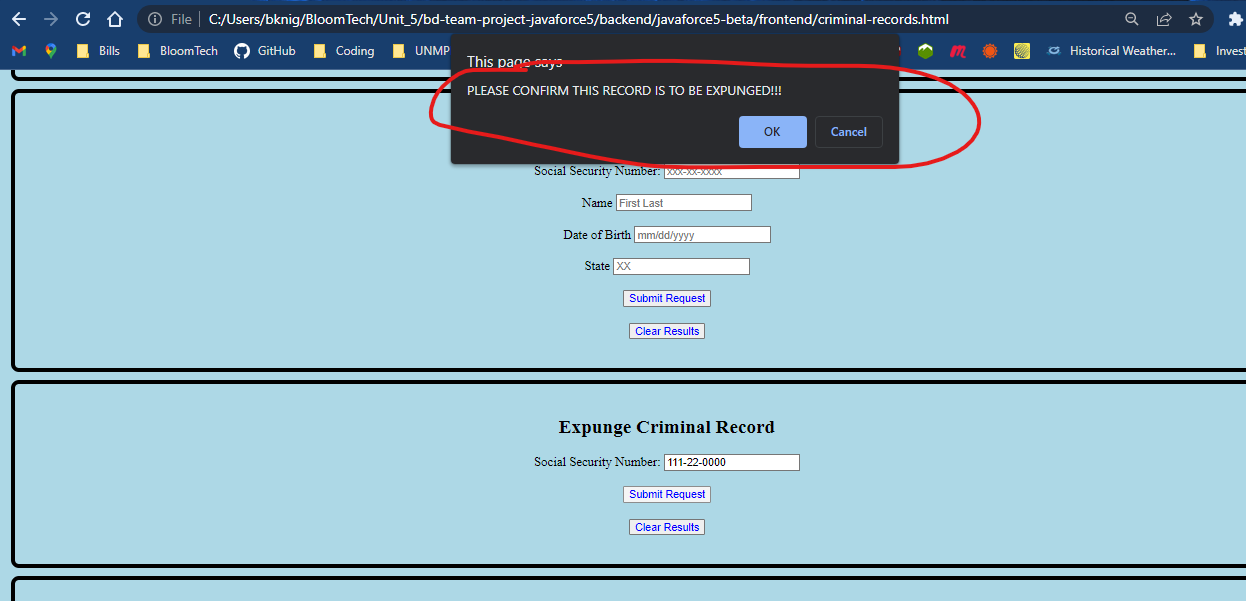 File C:/Users/bknig/BloomTech/Unit_5/bd-team-project-javaforce5/backend/javaforce5-beta/frontend/criminal-records.html
Bills BloomTech GitHub Coding UNMP Historical Weather... Invest
This page says
PLEASE CONFIRM THIS RECORD IS TO BE EXPUNGED!!!
OK Cancel
Social Security Number: xxx-xx-xxxx
Name First Last
Date of Birth mm/dd/yyyy
State XX
Submit Request
Clear Results
Expunge Criminal Record
Social Security Number: 111-22-0000
Submit Request
Clear Results